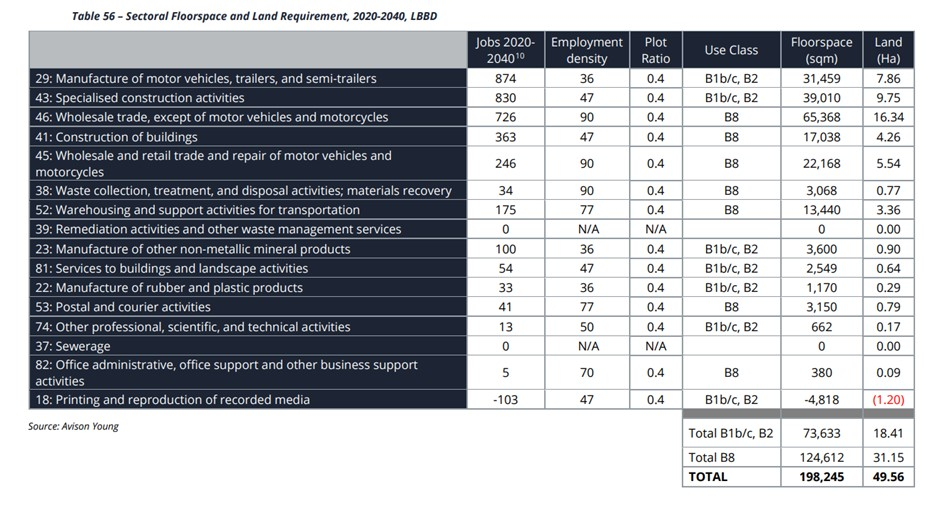 Table 56 – Sectoral Floorspace and Land Requirement, 2020-2040, LBBD
Jobs 2020-2040¹⁰ Employment density Plot Ratio Use Class Floorspace (sqm) Land (Ha)
29: Manufacture of motor vehicles, trailers, and semi-trailers 874 36 0.4 B1b/c, B2 31,459 7.86
43: Specialised construction activities 830 47 0.4 B1b/c, B2 39,010 9.75
46: Wholesale trade, except of motor vehicles and motorcycles 726 90 0.4 B8 65,368 16.34
41: Construction of buildings 363 47 0.4 B8 17,038 4.26
45: Wholesale and retail trade and repair of motor vehicles and
motorcycles 246 90 0.4 B8 22,168 5.54
38: Waste collection, treatment, and disposal activities; materials recovery 34 90 0.4 B8 3,068 0.77
52: Warehousing and support activities for transportation 175 77 0.4 B8 13,440 3.36
39: Remediation activities and other waste management services 0 N/A N/A 0 0.00
23: Manufacture of other non-metallic mineral products 100 36 0.4 B1b/c, B2 3,600 0.90
81: Services to buildings and landscape activities 54 47 0.4 B1b/c, B2 2,549 0.64
22: Manufacture of rubber and plastic products 33 36 0.4 B1b/c, B2 1,170 0.29
53: Postal and courier activities 41 77 0.4 B8 3,150 0.79
74: Other professional, scientific, and technical activities 13 50 0.4 B1b/c, B2 662 0.17
37: Sewerage 0 N/A N/A 0 0.00
82: Office administrative, office support and other business support
activities 5 70 0.4 B8 380 0.09
18: Printing and reproduction of recorded media -103 47 0.4 B1b/c, B2 -4,818 (1.20)
Source: Avison Young
Total B1b/c, B2 73,633 18.41
Total B8 124,612 31.15
TOTAL 198,245 49.56